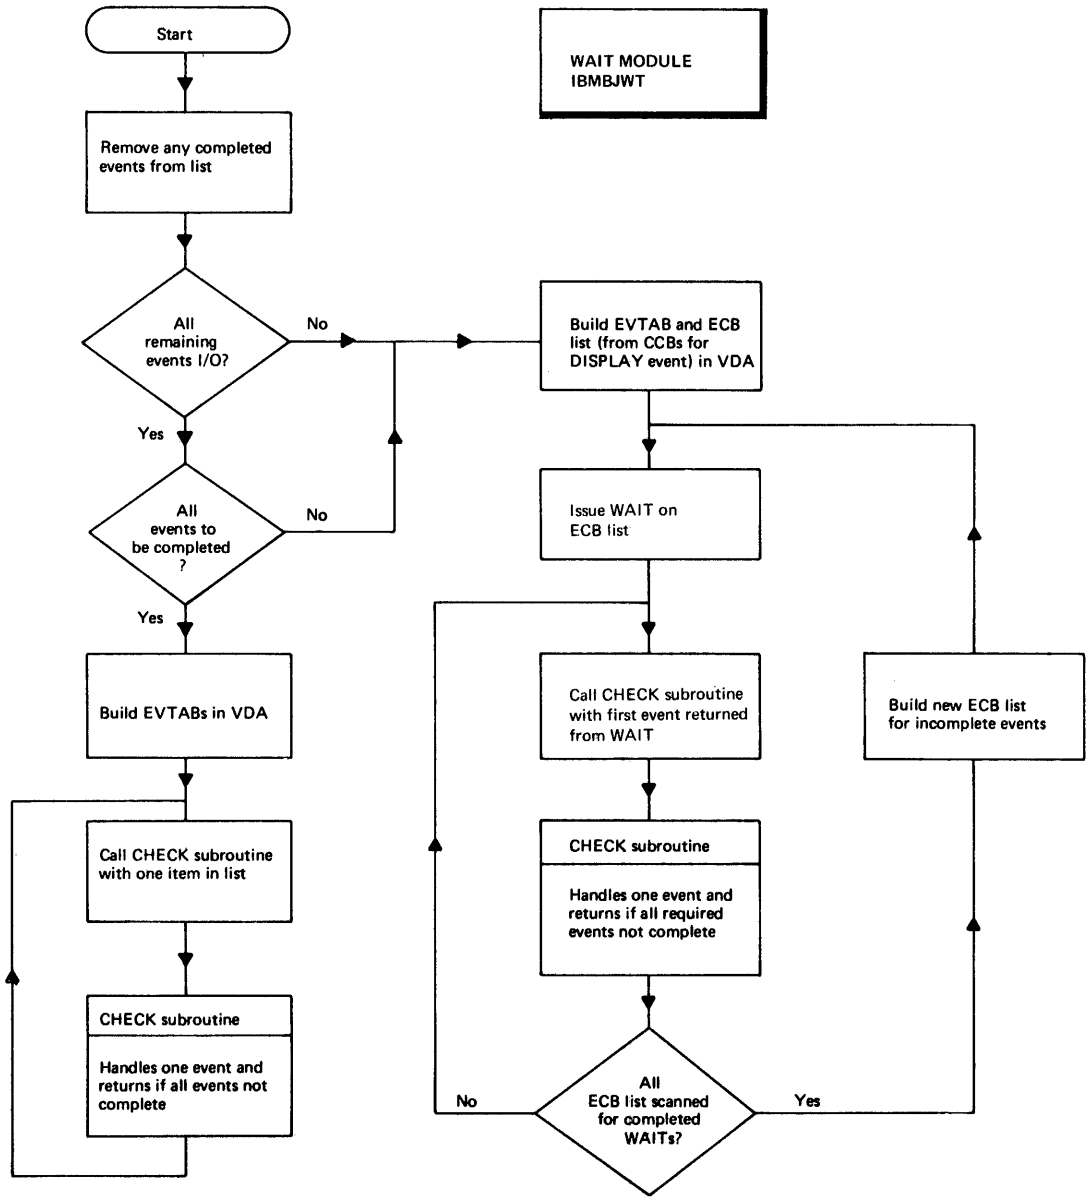 Start
WAIT MODULE
IBMBJWT
Remove any completed
events from list
All
remaining
events I/O?
No
Yes
All
events to
be completed
?
No
Yes
Build EVTABs in VDA
Call CHECK subroutine
with one item in list
CHECK subroutine
Handles one event and
returns if all events not
complete
Build EVTAB and ECB
list (from CCBs for
DISPLAY event) in VDA
Issue WAIT on
ECB list
Call CHECK subroutine
with first event returned
from WAIT
CHECK subroutine
Handles one event and
returns if all required
events not complete
All
ECB list scanned
for completed
WAITs?
No
Yes
Build new ECB list
for incomplete events